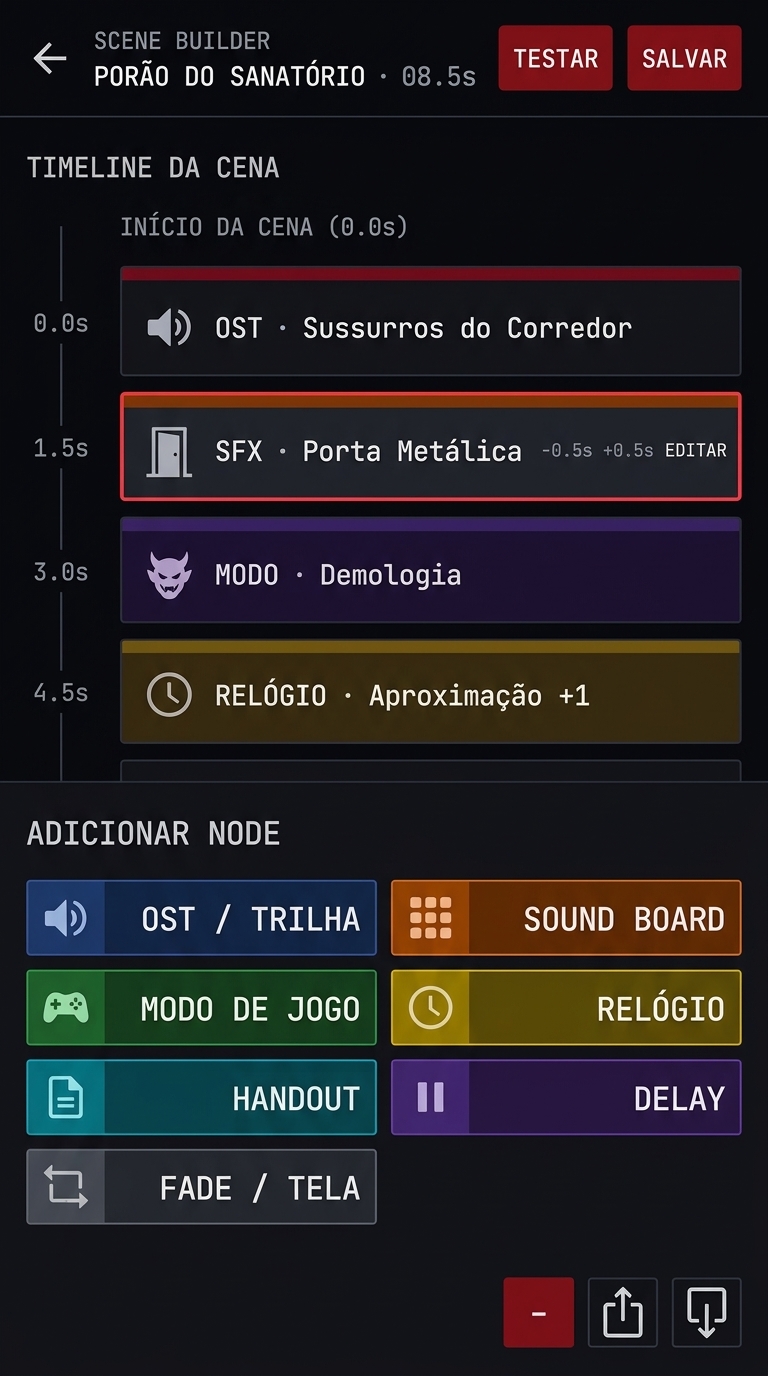 SCENE BUILDER
PORÃO DO SANATÓRIO · 08.5s
TESTAR
SALVAR
TIMELINE DA CENA
INÍCIO DA CENA (0.0s)
0.0s
OST · Sussurros do Corredor
1.5s
SFX · Porta Metálica -0.5s +0.5s EDITAR
3.0s
MODO · Demologia
4.5s
RELÓGIO · Aproximação +1
ADICIONAR NODE
OST / TRILHA
SOUND BOARD
MODO DE JOGO
RELÓGIO
HANDOUT
DELAY
FADE / TELA
-